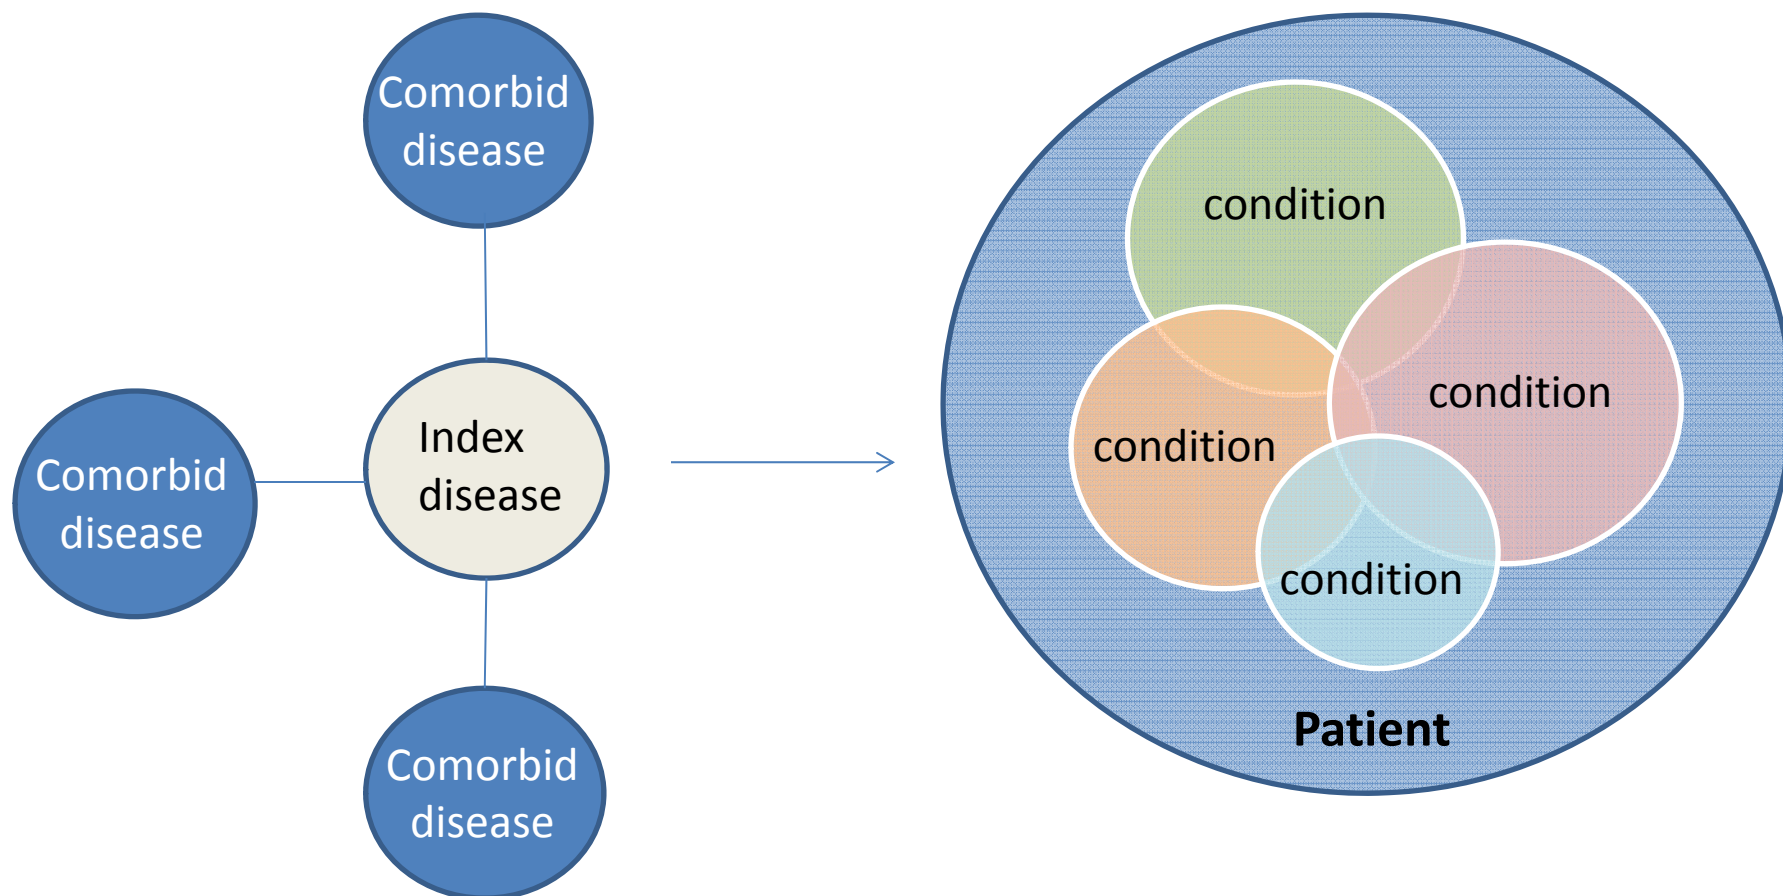 Comorbid
disease
Comorbid
disease
Index
disease
Comorbid
disease
condition
condition
condition
condition
Patient